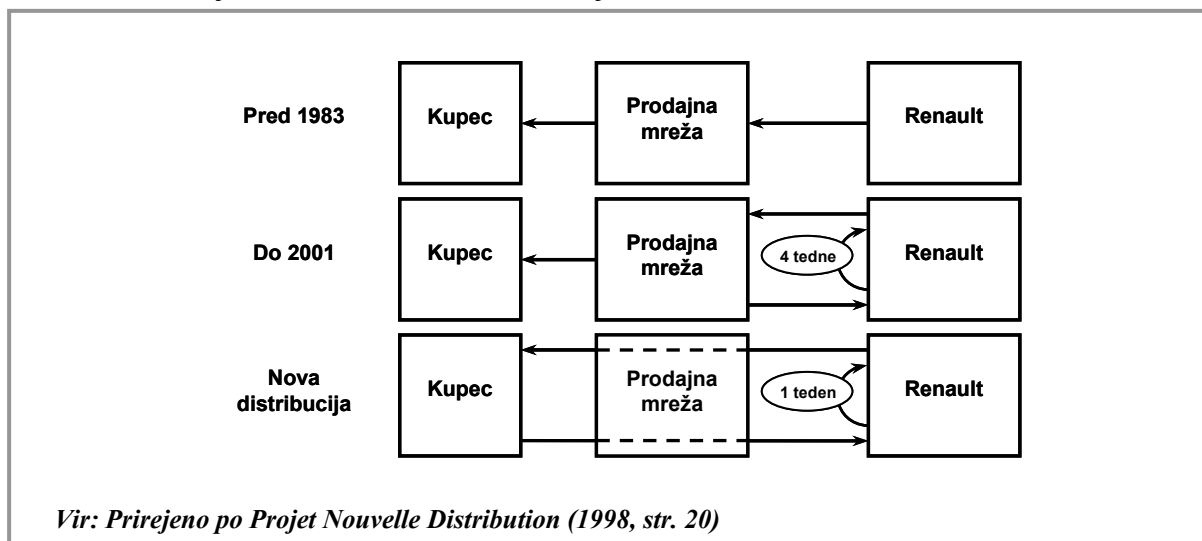 Pred 1983
Kupec
Prodajna
mreža
Renault
Do 2001
Kupec
Prodajna
mreža
4 tedne
Renault
Nova
distribucija
Kupec
Prodajna
mreža
1 teden
Renault
Vir: Prirejeno po Projet Nouvelle Distribution (1998, str. 20)